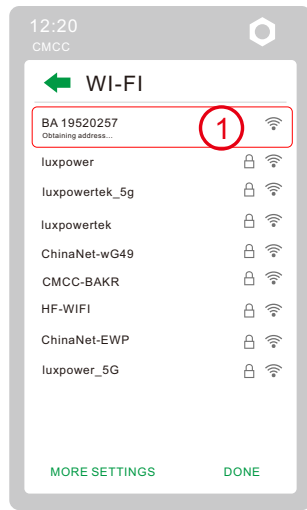 12:20
CMCC
WI-FI
BA 19520257
Obtaining address...
1
luxpower
luxpowertek_5g
luxpowertek
ChinaNet-wG49
CMCC-BAKR
HF-WIFI
ChinaNet-EWP
luxpower_5G
MORE SETTINGS DONE